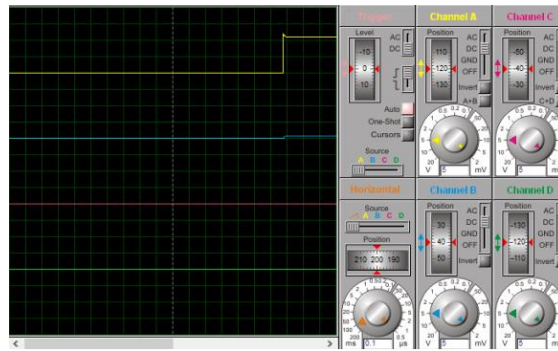 Trigger
Level
-10
0
10
AC
DC
Auto
One-Shot
Cursors
Source
A B C D
Channel A
Position
110
120
130
AC
DC
GND
OFF
Invert
A+B
V 5 mV
Channel C
Position
-50
-40
-30
AC
DC
GND
OFF
Invert
C+D
V 5 mV
Horizontal
Source
A B C D
Position
210 200 190
ms 0.1 µs
Channel B
Position
30
40
50
AC
DC
GND
OFF
Invert
V 5 mV
Channel D
Position
-130
-120
-110
AC
DC
GND
OFF
Invert
V 5 mV